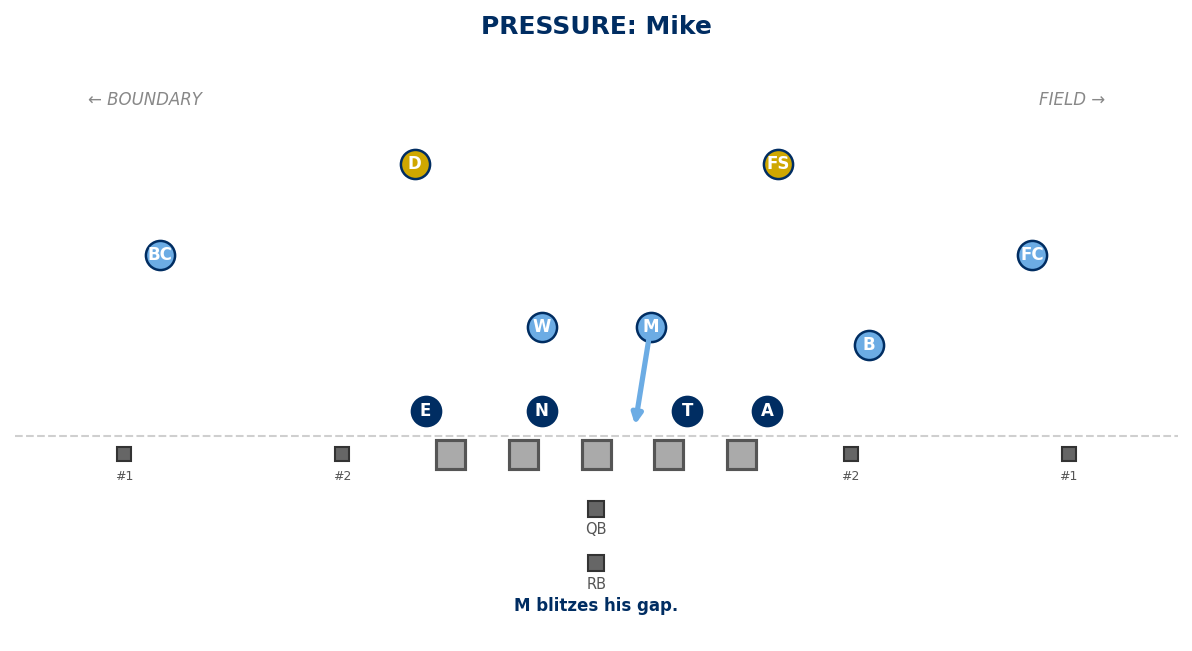 PRESSURE: Mike
← BOUNDARY
FIELD →
D
FS
BC
FC
W
M
B
E
N
T
A
#1
#2
#2
#1
QB
RB
M blitzes his gap.